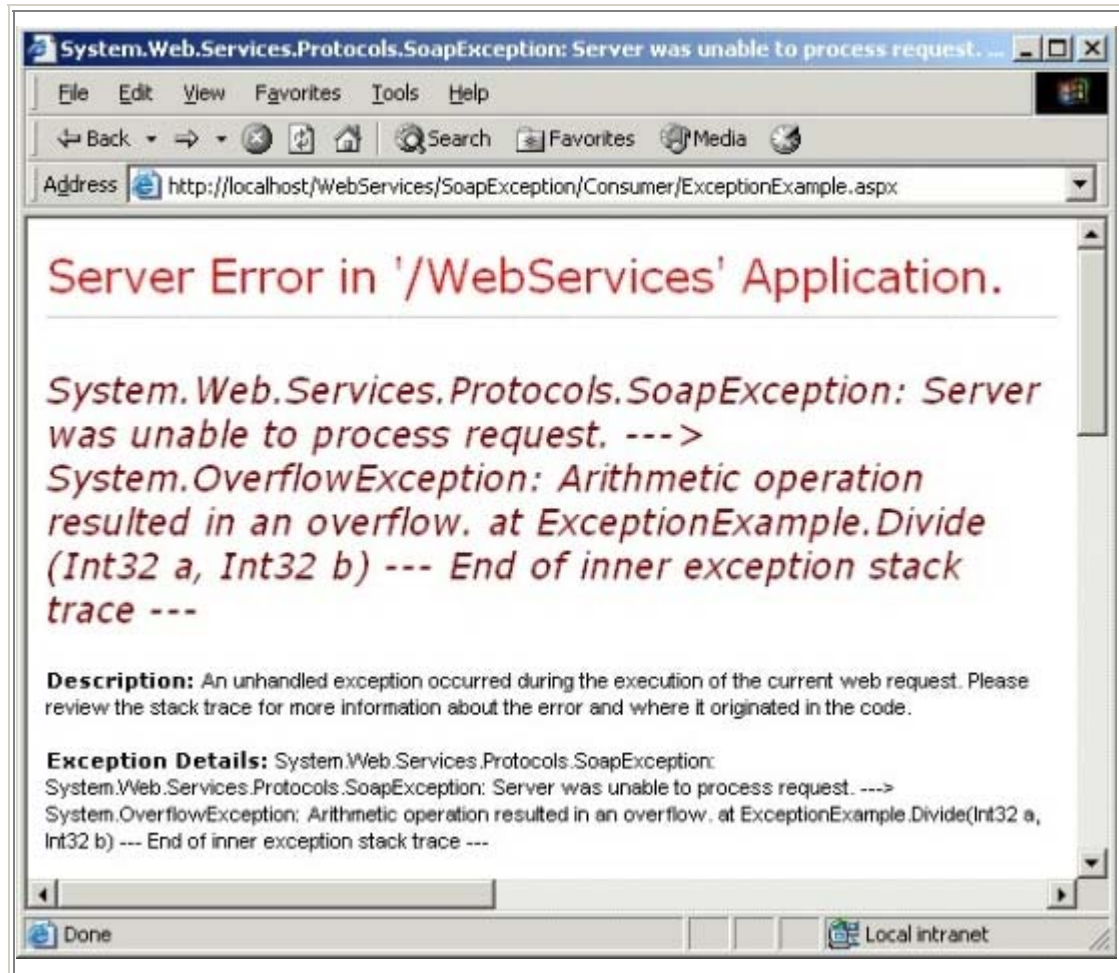 System.Web.Services.Protocols.SoapException: Server was unable to process request. ...
File Edit View Favorites Tools Help
Back Search Favorites Media
Address http://localhost/WebServices/SoapException/Consumer/ExceptionExample.aspx
Server Error in '/WebServices' Application.
System.Web.Services.Protocols.SoapException: Server
was unable to process request. --->
System.OverflowException: Arithmetic operation
resulted in an overflow. at ExceptionExample.Divide
(Int32 a, Int32 b) --- End of inner exception stack
trace ---
Description: An unhandled exception occurred during the execution of the current web request. Please
review the stack trace for more information about the error and where it originated in the code.
Exception Details: System.Web.Services.Protocols.SoapException:
System.Web.Services.Protocols.SoapException: Server was unable to process request. --->
System.OverflowException: Arithmetic operation resulted in an overflow. at ExceptionExample.Divide(Int32 a,
Int32 b) --- End of inner exception stack trace ---
Done Local intranet